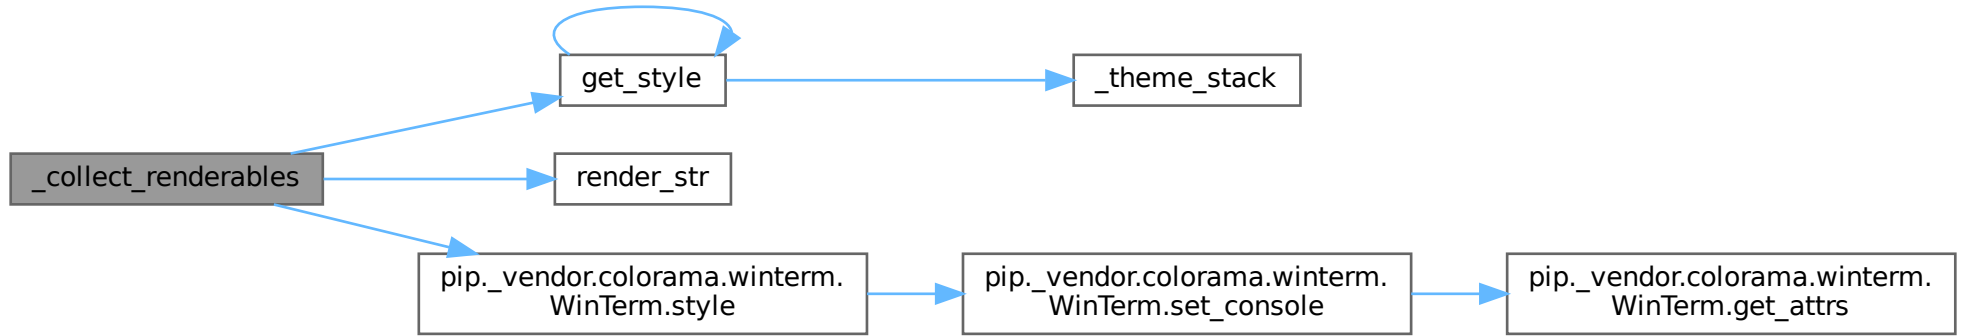 get_style
_theme_stack
_collect_renderables
render_str
pip._vendor.colorama.winterm.
WinTerm.style
pip._vendor.colorama.winterm.
WinTerm.set_console
pip._vendor.colorama.winterm.
WinTerm.get_attrs